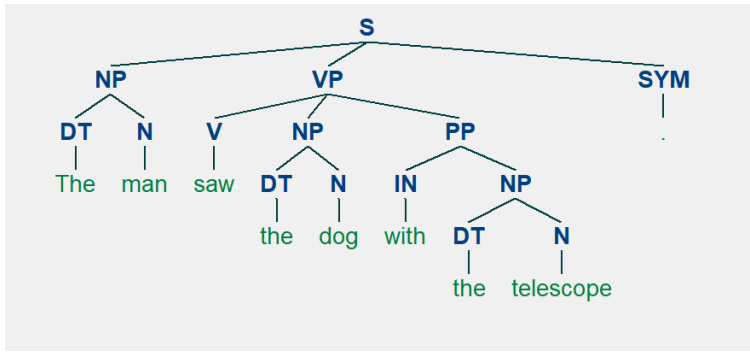 S
NP VP SYM
DT N V NP PP .
The man saw DT N IN NP
the dog with DT N
the telescope